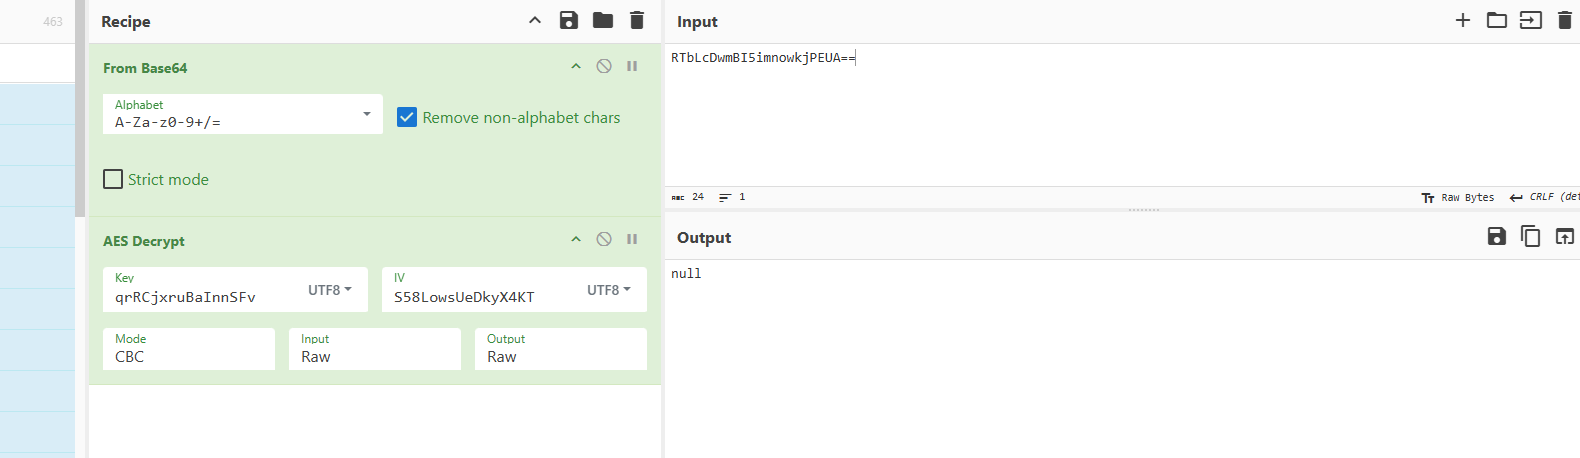 463
Recipe
From Base64
Alphabet
A-Za-z0-9+/=
Remove non-alphabet chars
Strict mode
AES Decrypt
Key
qrRCjxruBaInnSFv
UTF8
IV
S58LowsUeDkyX4KT
UTF8
Mode
CBC
Input
Raw
Output
Raw
Input
RTbLcDwmBI5imnowkjPEUA==
ABC 24
1
Tt Raw Bytes
CRLF (det
Output
null